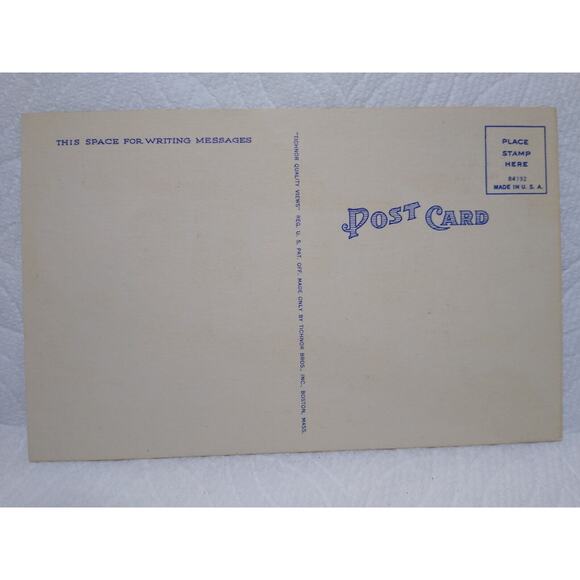 THIS SPACE FOR WRITING MESSAGES
"TICHNOR QUALITY VIEWS" REG. U. S. PAT. OFF. MADE ONLY BY TICHNOR BROS., INC., BOSTON, MASS.
POST CARD
PLACE
STAMP
HERE
84192
MADE IN U. S. A.